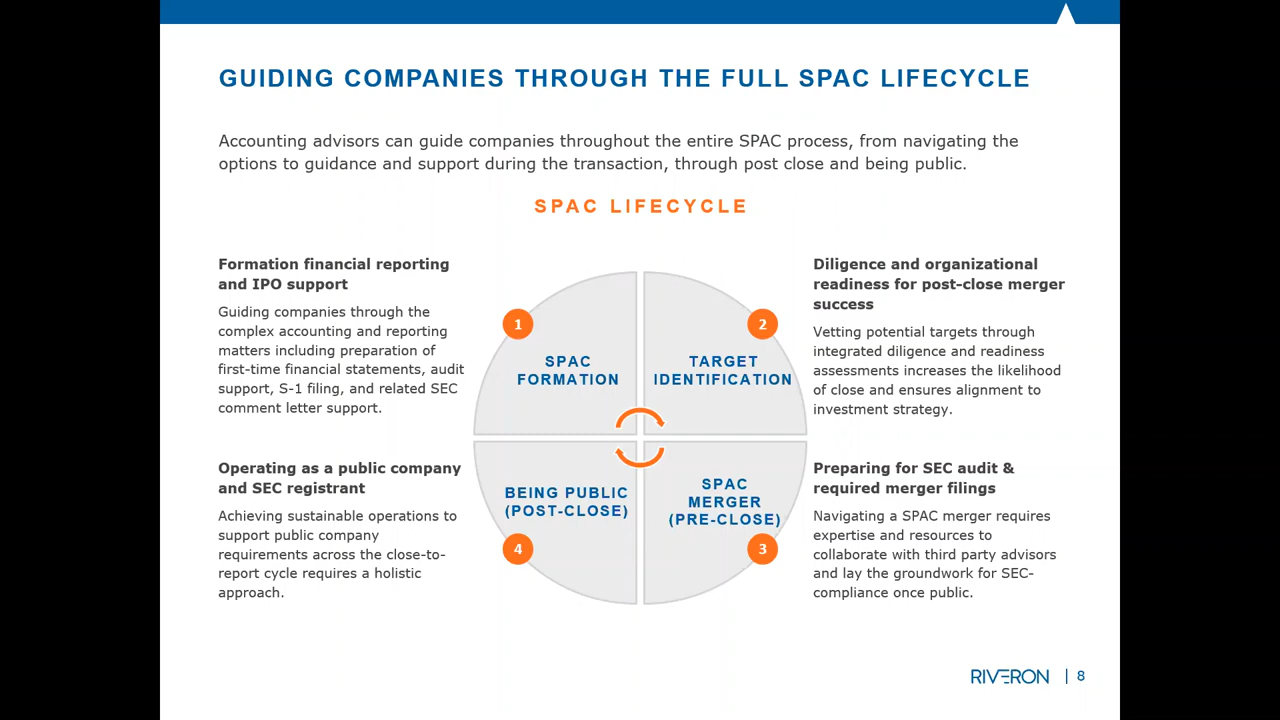 GUIDING COMPANIES THROUGH THE FULL SPAC LIFECYCLE
Accounting advisors can guide companies throughout the entire SPAC process, from navigating the
options to guidance and support during the transaction, through post close and being public.
SPAC LIFECYCLE
Formation financial reporting
and IPO support
Guiding companies through the
complex accounting and reporting
matters including preparation of
first-time financial statements, audit
support, S-1 filing, and related SEC
comment letter support.
1
SPAC
FORMATION
2
TARGET
IDENTIFICATION
Diligence and organizational
readiness for post-close merger
success
Vetting potential targets through
integrated diligence and readiness
assessments increases the likelihood
of close and ensures alignment to
investment strategy.
Operating as a public company
and SEC registrant
Achieving sustainable operations to
support public company
requirements across the close-to-
report cycle requires a holistic
approach.
BEING PUBLIC
(POST-CLOSE)
4
SPAC
MERGER
(PRE-CLOSE)
3
Preparing for SEC audit &
required merger filings
Navigating a SPAC merger requires
expertise and resources to
collaborate with third party advisors
and lay the groundwork for SEC-
compliance once public.
RIVERON | 8